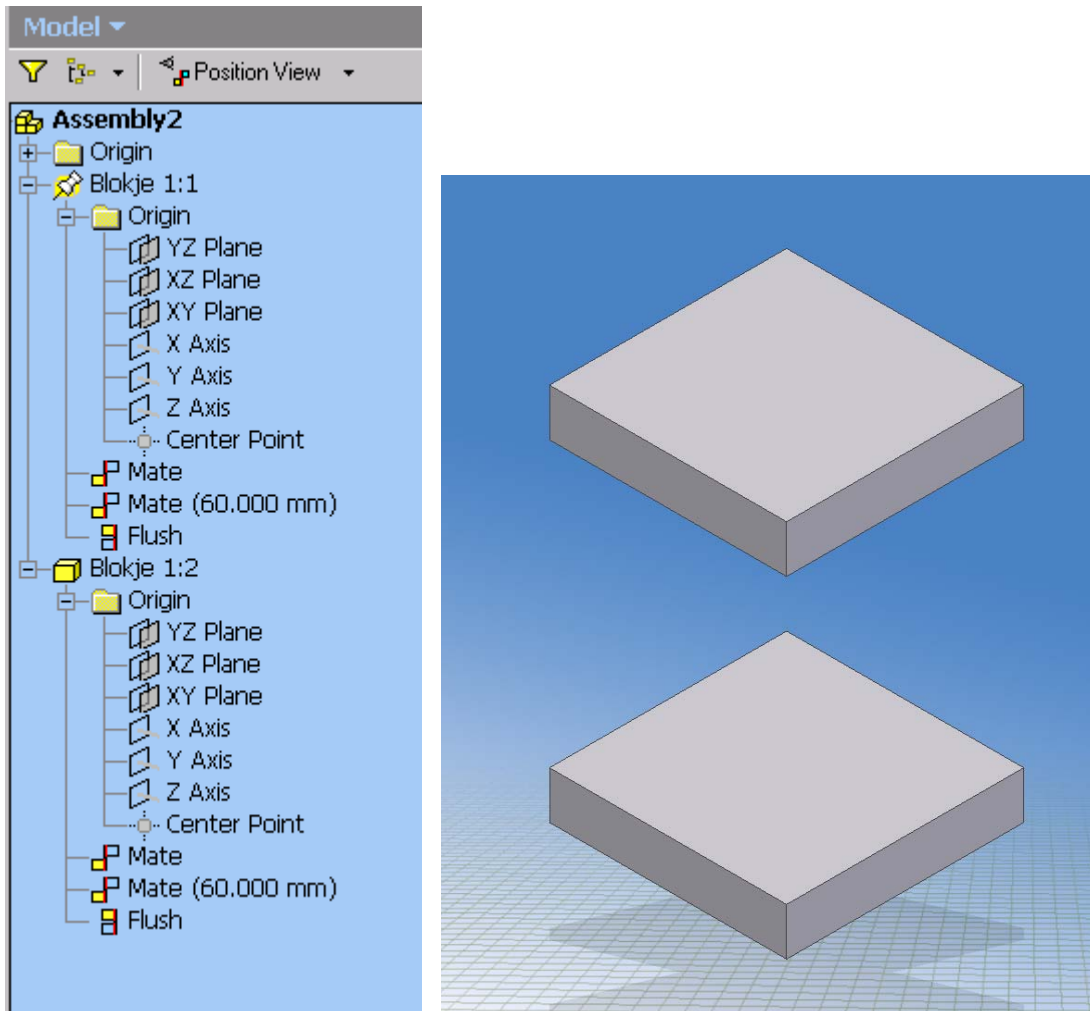 Model
Position View
Assembly2
Origin
Blokje 1:1
Origin
YZ Plane
XZ Plane
XY Plane
X Axis
Y Axis
Z Axis
Center Point
Mate
Mate (60.000 mm)
Flush
Blokje 1:2
Origin
YZ Plane
XZ Plane
XY Plane
X Axis
Y Axis
Z Axis
Center Point
Mate
Mate (60.000 mm)
Flush